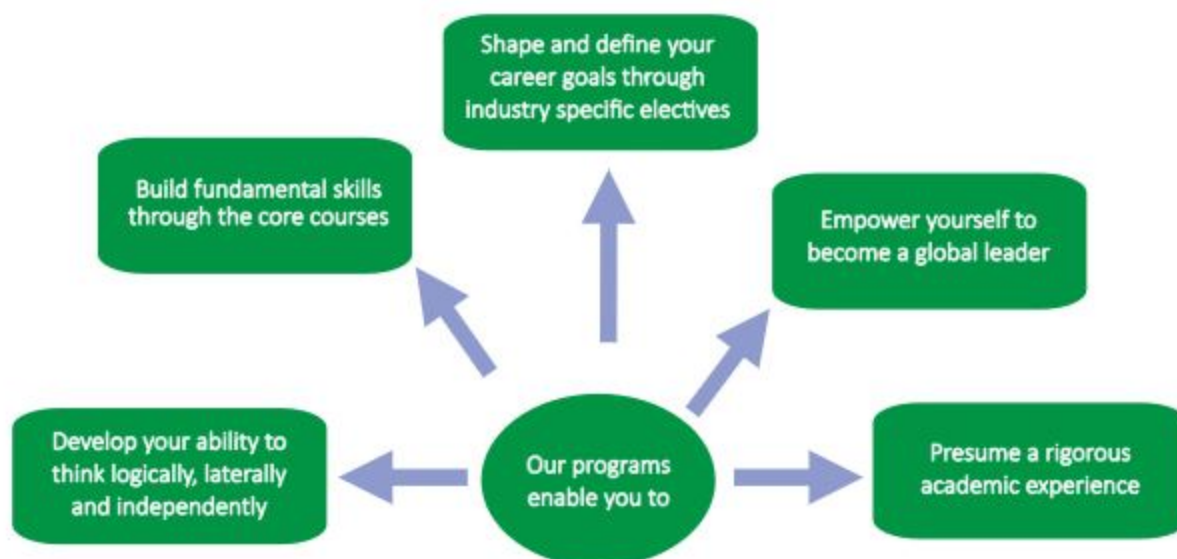 Shape and define your
career goals through
industry specific electives
Build fundamental skills
through the core courses
Empower yourself to
become a global leader
Develop your ability to
think logically, laterally
and independently
Our programs
enable you to
Presume a rigorous
academic experience